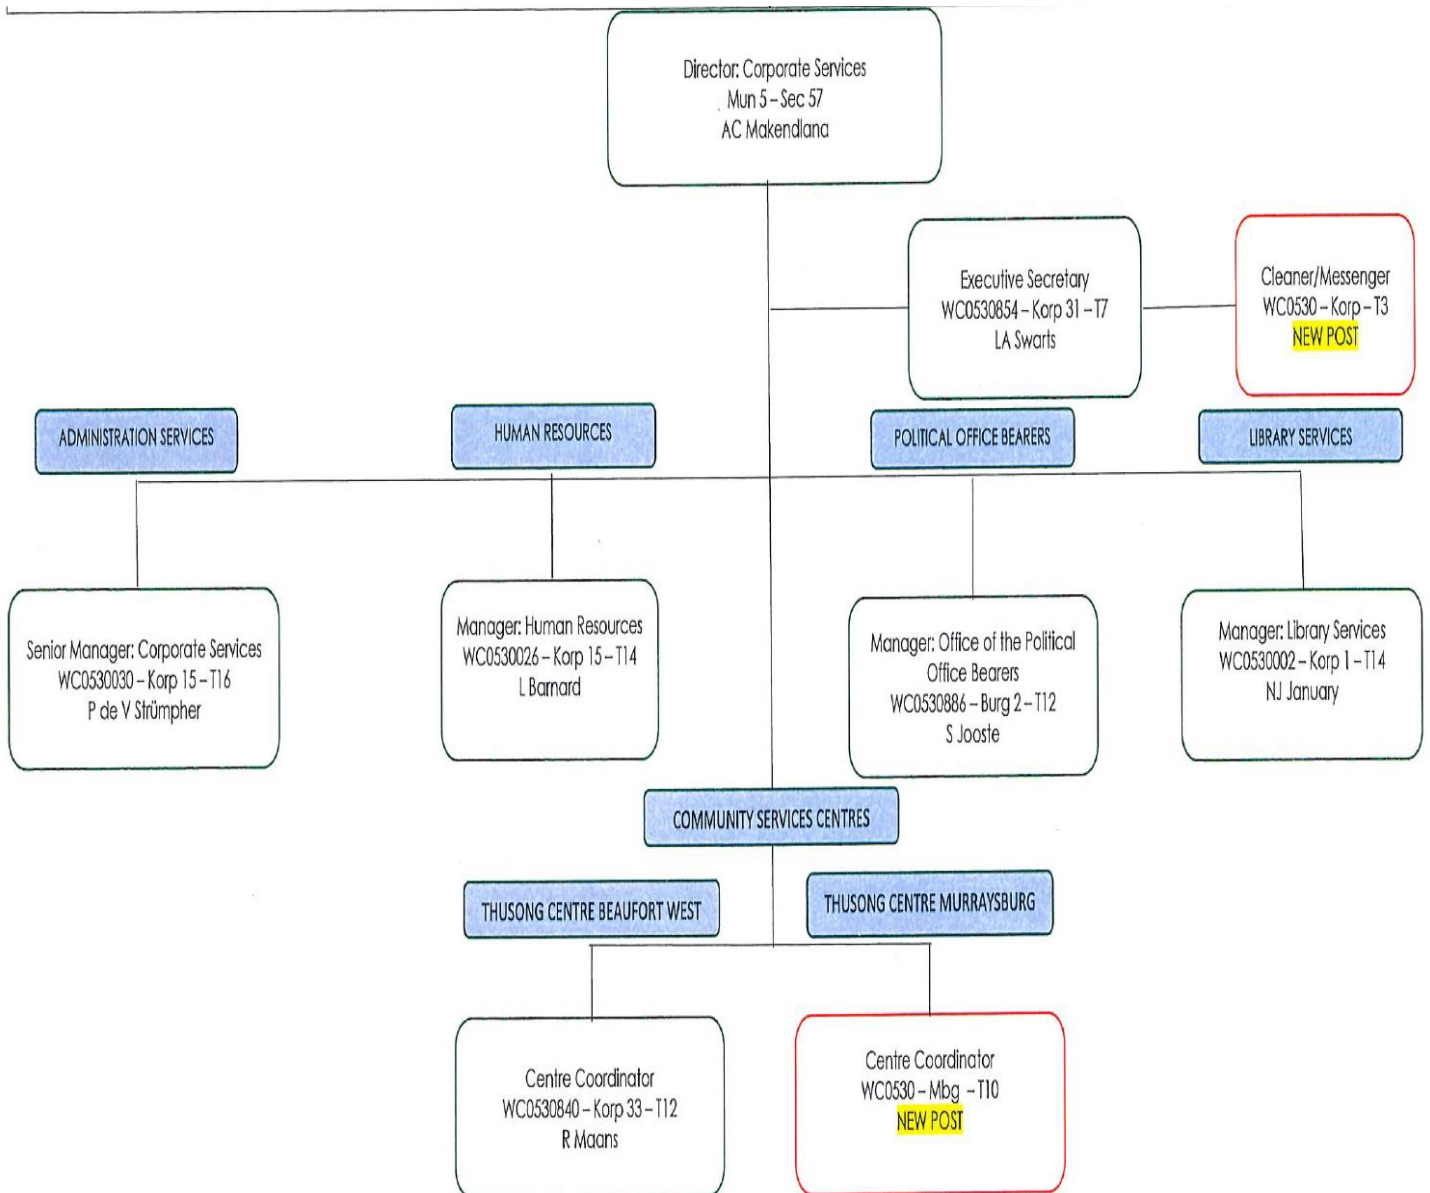 Director: Corporate Services
Mun 5 – Sec 57
AC Makendlana
Executive Secretary
WC0530854 – Korp 31 – T7
LA Swarts
Cleaner/Messenger
WC0530 – Korp – T3
NEW POST
ADMINISTRATION SERVICES
HUMAN RESOURCES
POLITICAL OFFICE BEARERS
LIBRARY SERVICES
Senior Manager: Corporate Services
WC0530030 – Korp 15 – T16
P de V Strümpher
Manager: Human Resources
WC0530026 – Korp 15 – T14
L Barnard
Manager: Office of the Political
Office Bearers
WC0530886 – Burg 2 – T12
S Jooste
Manager: Library Services
WC0530002 – Korp 1 – T14
NJ January
COMMUNITY SERVICES CENTRES
THUSONG CENTRE BEAUFORT WEST
THUSONG CENTRE MURRAYSBURG
Centre Coordinator
WC0530840 – Korp 33 – T12
R Maans
Centre Coordinator
WC0530 – Mbg – T10
NEW POST